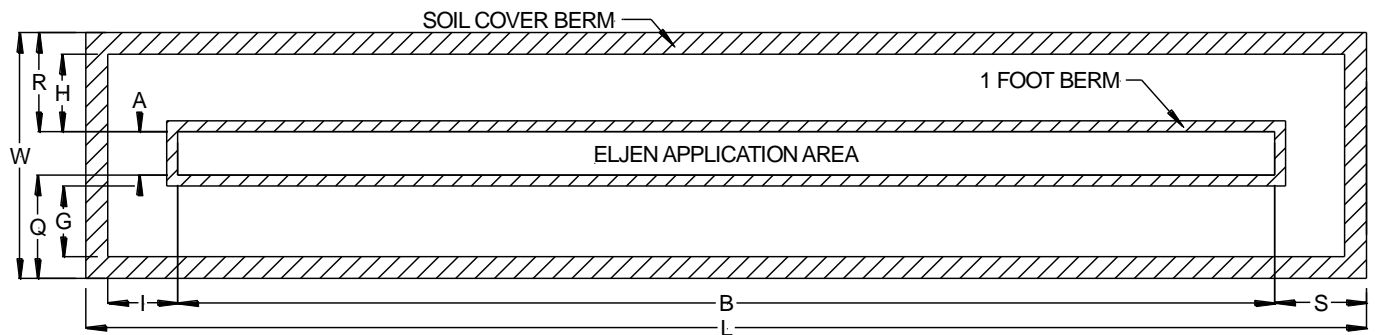 SOIL COVER BERM
R
H
A
1 FOOT BERM
W
ELJEN APPLICATION AREA
Q
G
I
B
S
L